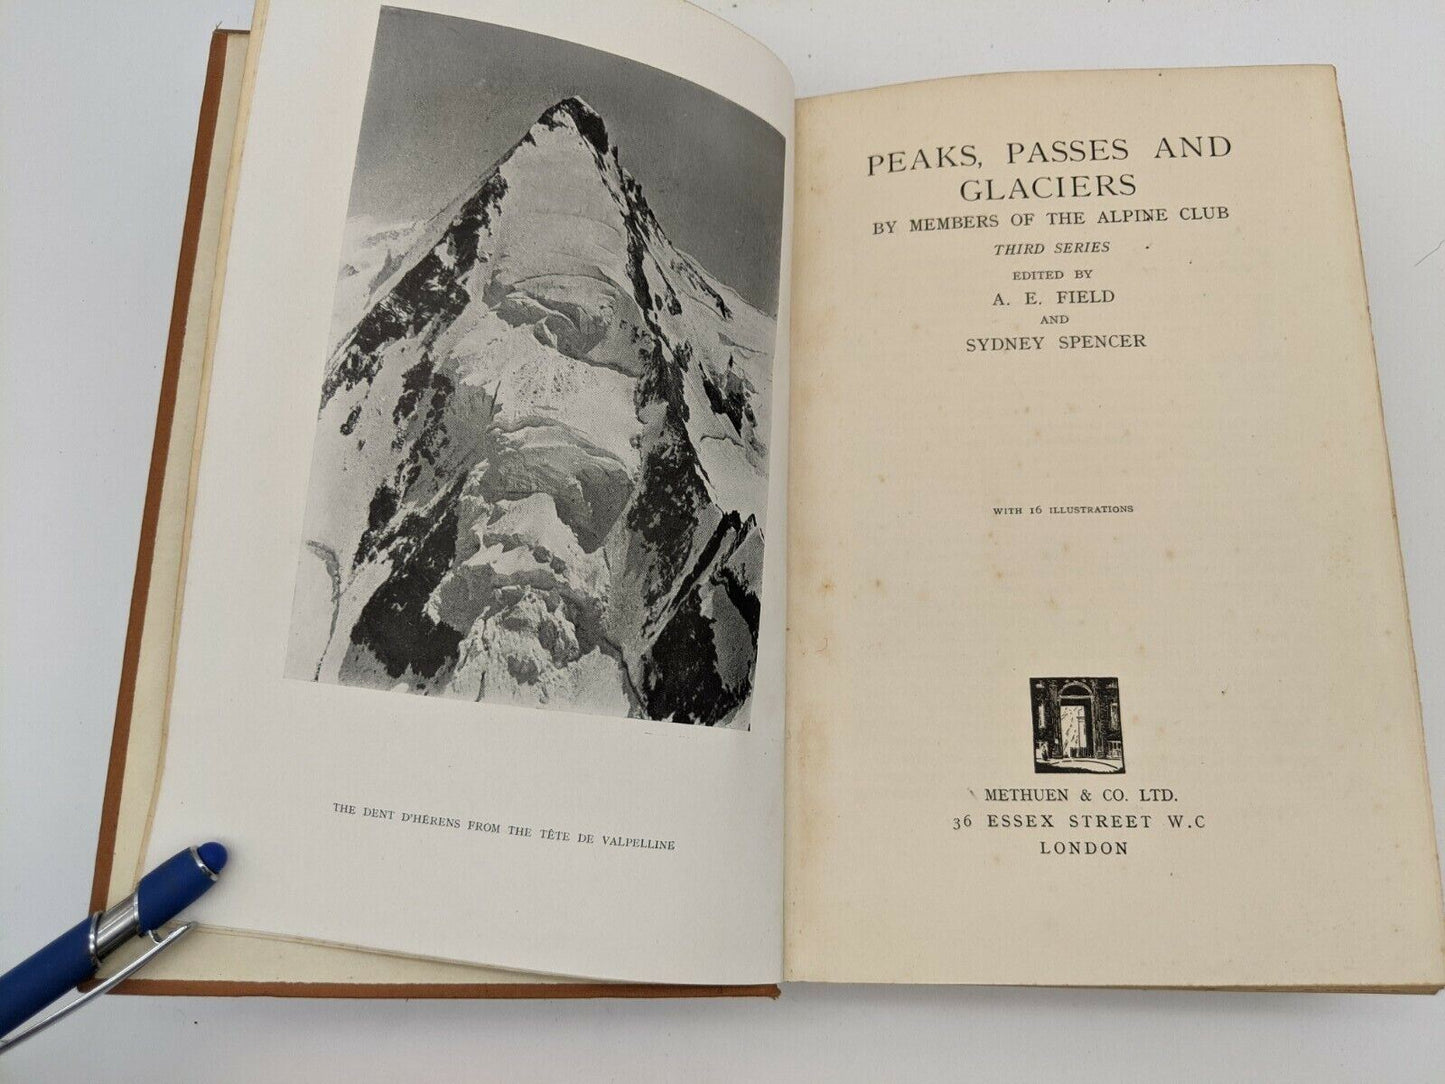 THE DENT D'HÉRENS FROM THE TÊTE DE VALPELLINE
PEAKS, PASSES AND
GLACIERS
BY MEMBERS OF THE ALPINE CLUB
THIRD SERIES
EDITED BY
A. E. FIELD
AND
SYDNEY SPENCER
WITH 16 ILLUSTRATIONS
METHUEN & CO. LTD.
36 ESSEX STREET W.C
LONDON